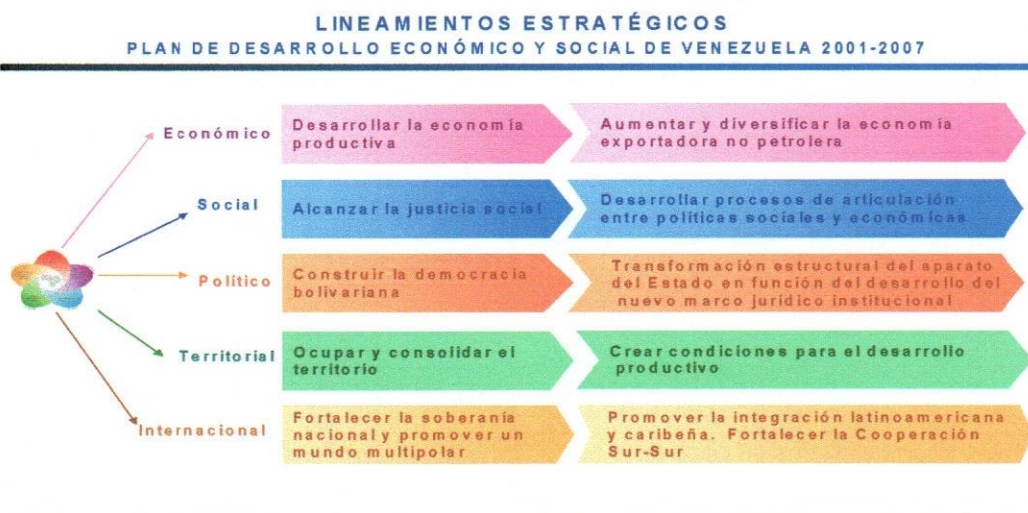 LINEAMIENTOS ESTRATÉGICOS
PLAN DE DESARROLLO ECONÓMICO Y SOCIAL DE VENEZUELA 2001-2007
Económico
Desarrollar la economía
productiva
Aumentar y diversificar la economía
exportadora no petrolera
Social
Alcanzar la justicia social
Desarrollar procesos de articulación
entre políticas sociales y económicas
Político
Construir la democracia
bolivariana
Transformación estructural del aparato
del Estado en función del desarrollo del
nuevo marco jurídico institucional
Territorial
Ocupar y consolidar el
territorio
Crear condiciones para el desarrollo
productivo
Internacional
Fortalecer la soberanía
nacional y promover un
mundo multipolar
Promover la integración latinoamericana
y caribeña. Fortalecer la Cooperación
Sur-Sur